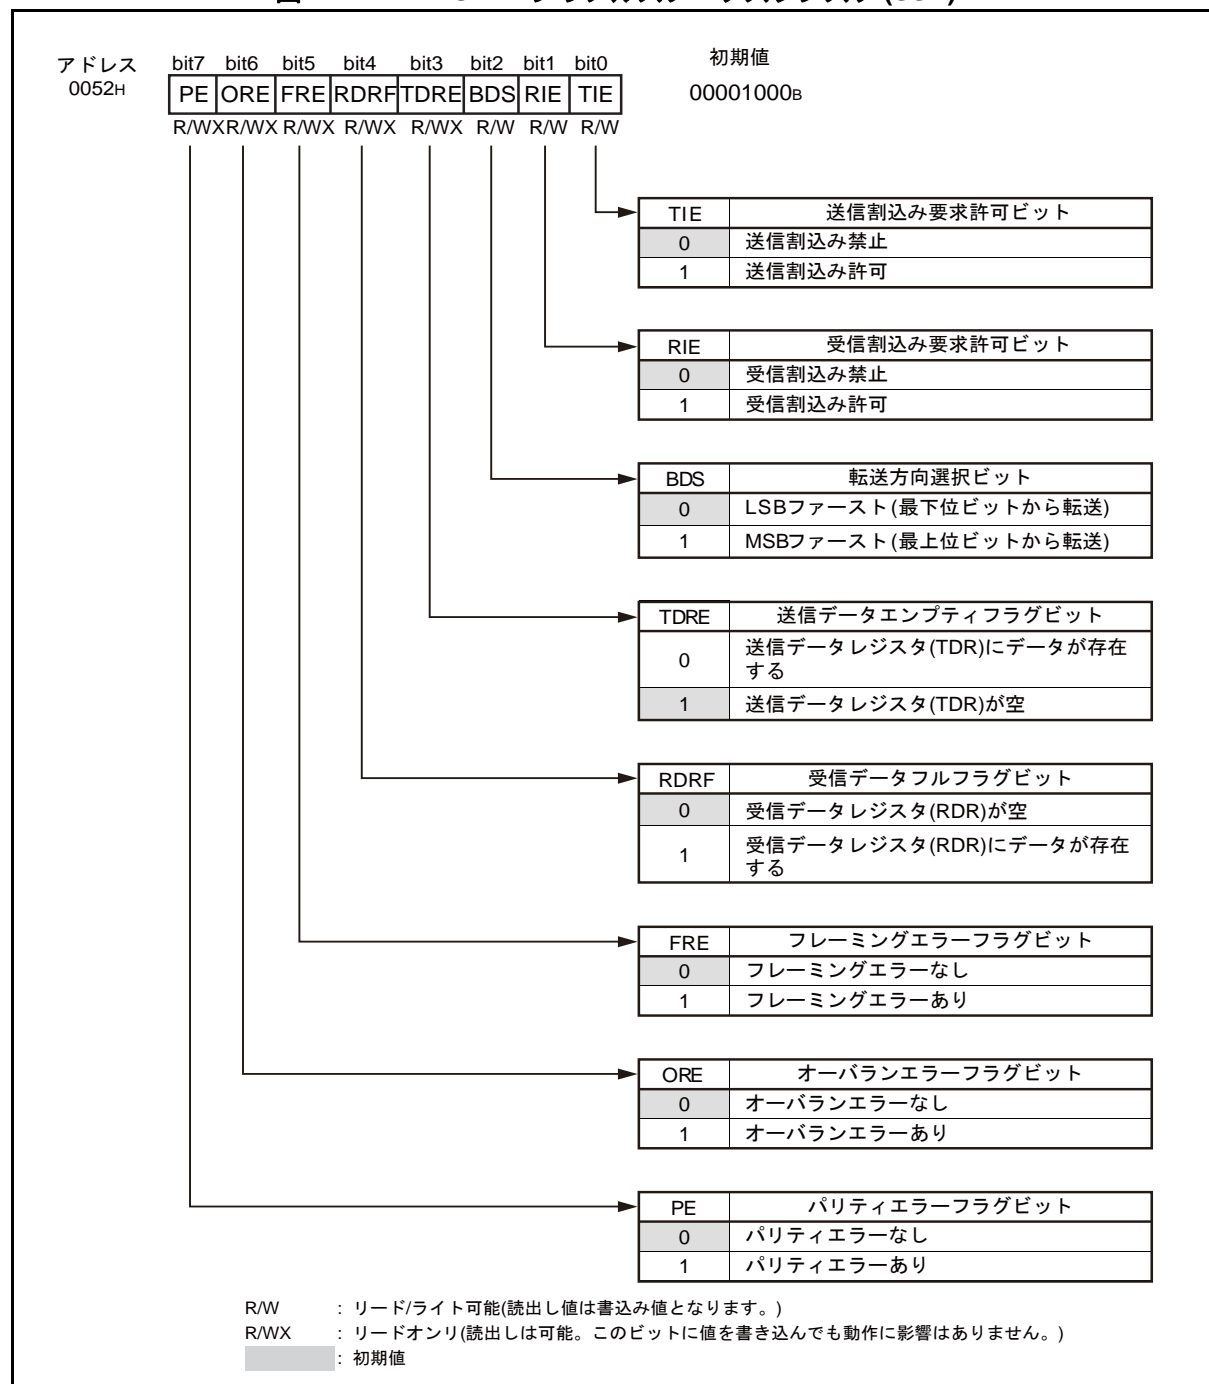 アドレス bit7 bit6 bit5 bit4 bit3 bit2 bit1 bit0 初期値
0052H PE ORE FRE RDRF TDRE BDS RIE TIE 00001000B
R/WX R/WX R/WX R/WX R/WX R/W R/W R/W
TIE 送信割込み要求許可ビット
0 送信割込み禁止
1 送信割込み許可
RIE 受信割込み要求許可ビット
0 受信割込み禁止
1 受信割込み許可
BDS 転送方向選択ビット
0 LSBファースト(最下位ビットから転送)
1 MSBファースト(最上位ビットから転送)
TDRE 送信データエンプティフラグビット
0 送信データレジスタ(TDR)にデータが存在
する
1 送信データレジスタ(TDR)が空
RDRF 受信データフルフラグビット
0 受信データレジスタ(RDR)が空
1 受信データレジスタ(RDR)にデータが存在
する
FRE フレーミングエラーフラグビット
0 フレーミングエラーなし
1 フレーミングエラーあり
ORE オーバランエラーフラグビット
0 オーバランエラーなし
1 オーバランエラーあり
PE パリティエラーフラグビット
0 パリティエラーなし
1 パリティエラーあり
R/W : リード/ライト可能(読出し値は書込み値となります。)
R/WX : リードオンリ(読出しは可能。このビットに値を書き込んでも動作に影響はありません。)
: 初期値